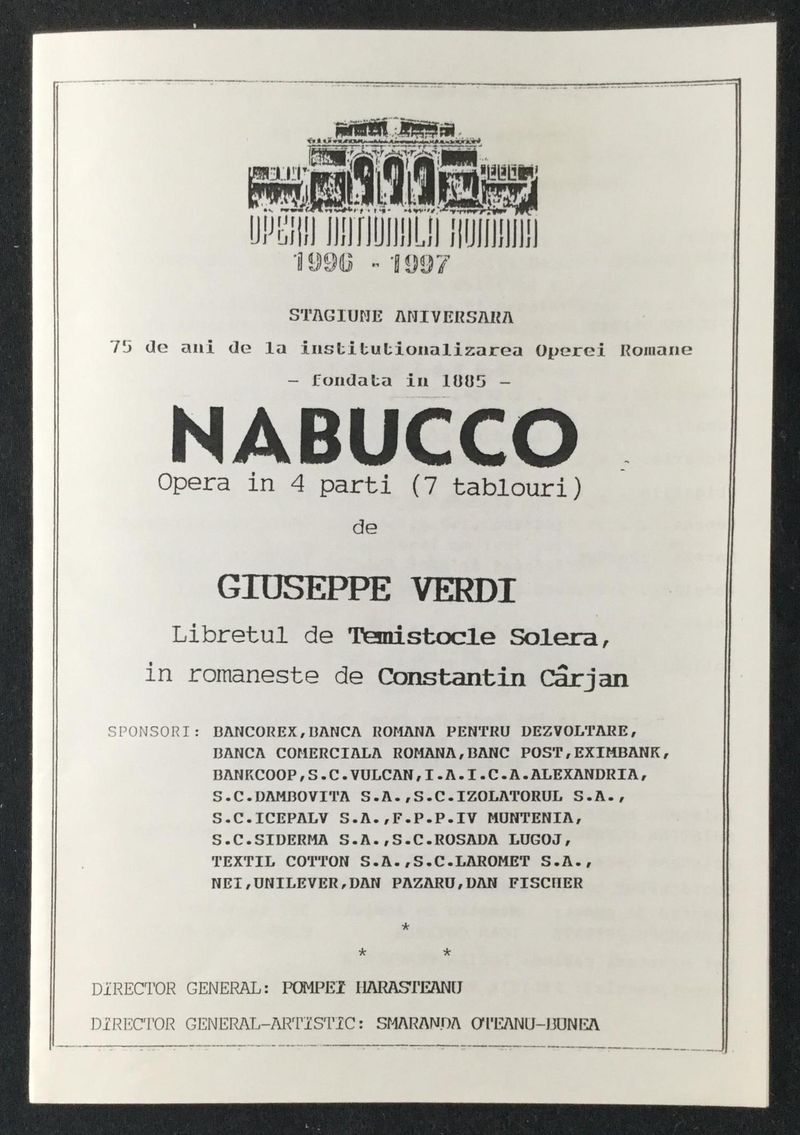 OPERA NATIONALA ROMANA
1996 - 1997
STAGIUNE ANIVERSARA
75 de ani de la institutionalizarea Operei Romane
- fondata in 1885 -
NABUCCO
Opera in 4 parti (7 tablouri)
de
GIUSEPPE VERDI
Libretul de Temistocle Solera,
in romaneste de Constantin Cârjan
SPONSORI: BANCOREX,BANCA ROMANA PENTRU DEZVOLTARE,
BANCA COMERCIALA ROMANA,BANC POST,EXIMBANK,
BANKCOOP,S.C.VULCAN,I.A.I.C.A.ALEXANDRIA,
S.C.DAMBOVITA S.A.,S.C.IZOLATORUL S.A.,
S.C.ICEPALV S.A.,F.P.P.IV MUNTENIA,
S.C.SIDERMA S.A.,S.C.ROSADA LUGOJ,
TEXTIL COTTON S.A.,S.C.LAROMET S.A.,
NEI,UNILEVER,DAN PAZARU,DAN FISCHER
*
* *
DIRECTOR GENERAL: POMPEI HARASTEANU
DIRECTOR GENERAL-ARTISTIC: SMARANDA OTEANU-BUNEA